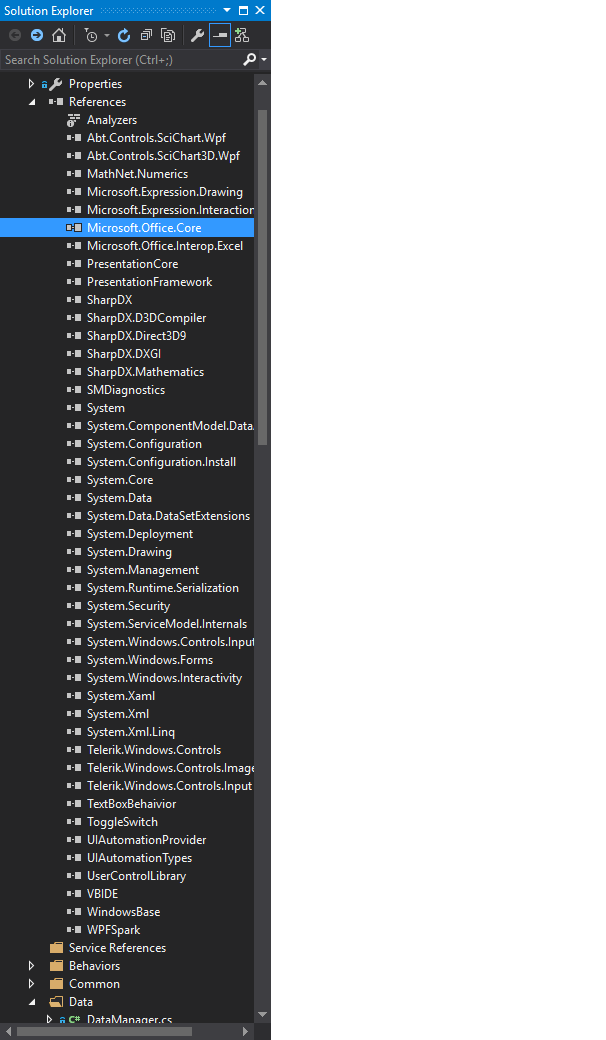 Solution Explorer
Search Solution Explorer (Ctrl+;)
Properties
References
Analyzers
Abt.Controls.SciChart.Wpf
Abt.Controls.SciChart3D.Wpf
MathNet.Numerics
Microsoft.Expression.Drawing
Microsoft.Expression.Interaction
Microsoft.Office.Core
Microsoft.Office.Interop.Excel
PresentationCore
PresentationFramework
SharpDX
SharpDX.D3DCompiler
SharpDX.Direct3D9
SharpDX.DXGI
SharpDX.Mathematics
SMDiagnostics
System
System.ComponentModel.Data
System.Configuration
System.Configuration.Install
System.Core
System.Data
System.Data.DataSetExtensions
System.Deployment
System.Drawing
System.Management
System.Runtime.Serialization
System.Security
System.ServiceModel.Internals
System.Windows.Controls.Input
System.Windows.Forms
System.Windows.Interactivity
System.Xaml
System.Xml
System.Xml.Linq
Telerik.Windows.Controls
Telerik.Windows.Controls.Image
Telerik.Windows.Controls.Input
TextBoxBehaivior
ToggleSwitch
UIAutomationProvider
UIAutomationTypes
UserControlLibrary
VBIDE
WindowsBase
WPFSpark
Service References
Behaviors
Common
Data
C# DataManager.cs